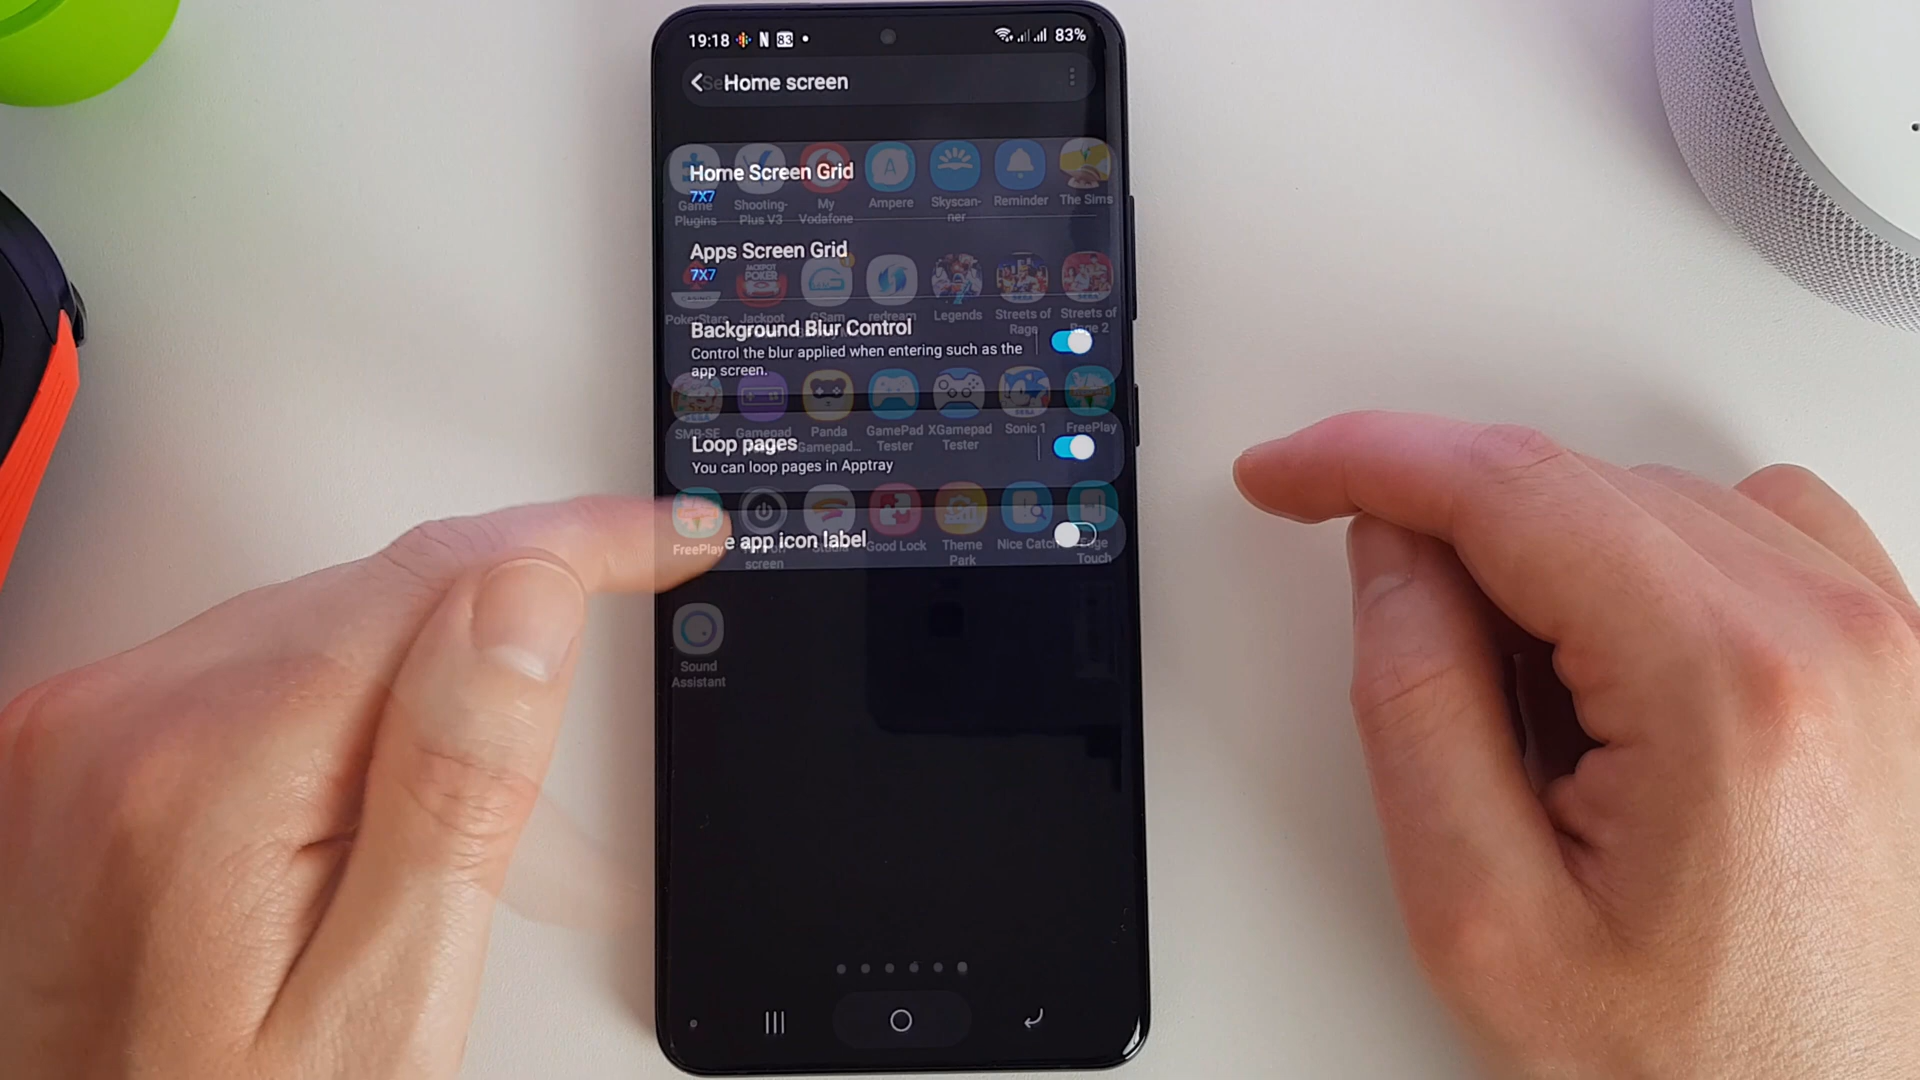 19:18 N 83 83%
Home screen
Home Screen Grid
7X7
Game Plugins
Shooting-Plus V3
My Vodafone
Ampere
Skyscan-ner
Reminder
The Sims
Apps Screen Grid
7X7
JACKPOT POKER
PokerStars
Jackpot
GSam
redream
Legends
Streets of Rage
Streets of Rage 2
Background Blur Control
Control the blur applied when entering such as the
app screen.
SMB-SE
Gamepad
Panda Gamepad...
GamePad Tester
XGamepad Tester
Sonic 1
FreePlay
Loop pages
You can loop pages in Apptray
e app icon label
FreePlay
screen
Studio
Good Lock
Theme Park
Nice Catch
Edge Touch
Sound
Assistant